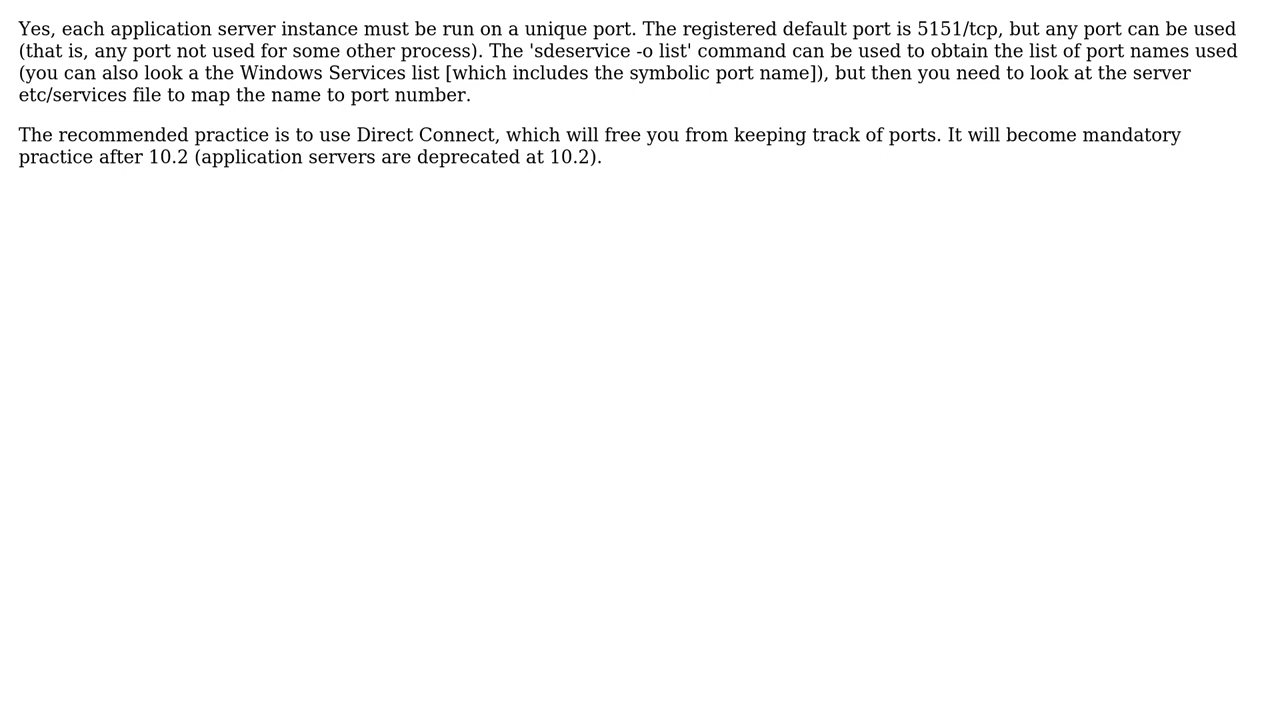 Yes, each application server instance must be run on a unique port. The registered default port is 5151/tcp, but any port can be used
(that is, any port not used for some other process). The 'sdeservice -o list' command can be used to obtain the list of port names used
(you can also look a the Windows Services list [which includes the symbolic port name]), but then you need to look at the server
etc/services file to map the name to port number.
The recommended practice is to use Direct Connect, which will free you from keeping track of ports. It will become mandatory
practice after 10.2 (application servers are deprecated at 10.2).